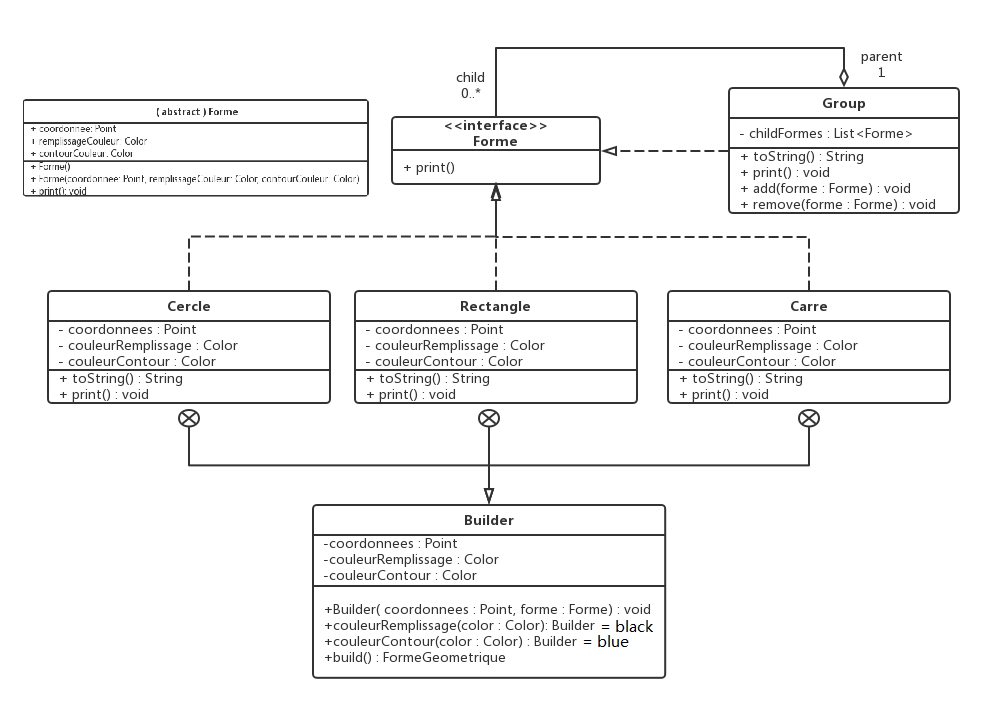 ( abstract ) Forme
+ coordonnee: Point
+ remplissageCouleur : Color
+ contourCouleur: Color
+ Forme()
+ Forme(coordonnee: Point, remplissageCouleur: Color, contourCouleur: Color)
+ print(): void
child
0..*
parent
1
<<interface>>
Forme
+ print()
Group
- childFormes : List<Forme>
+ toString() : String
+ print() : void
+ add(forme : Forme) : void
+ remove(forme : Forme) : void
Cercle
- coordonnees : Point
- couleurRemplissage : Color
- couleurContour : Color
+ toString() : String
+ print() : void
Rectangle
- coordonnees : Point
- couleurRemplissage : Color
- couleurContour : Color
+ toString() : String
+ print() : void
Carre
- coordonnees : Point
- couleurRemplissage : Color
- couleurContour : Color
+ toString() : String
+ print() : void
Builder
-coordonnees : Point
-couleurRemplissage : Color
-couleurContour : Color
+Builder( coordonnees : Point, forme : Forme) : void
+couleurRemplissage(color : Color): Builder = black
+couleurContour(color : Color) : Builder = blue
+build() : FormeGeometrique